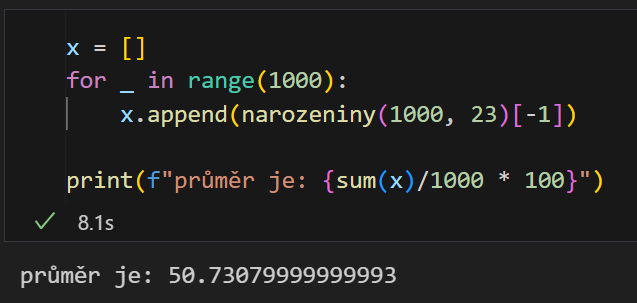 x = []
for _ in range(1000):
    x.append(narozeniny(1000, 23)[-1])
print(f"průměr je: {sum(x)/1000 * 100}")
8.1s
průměr je: 50.73079999999993